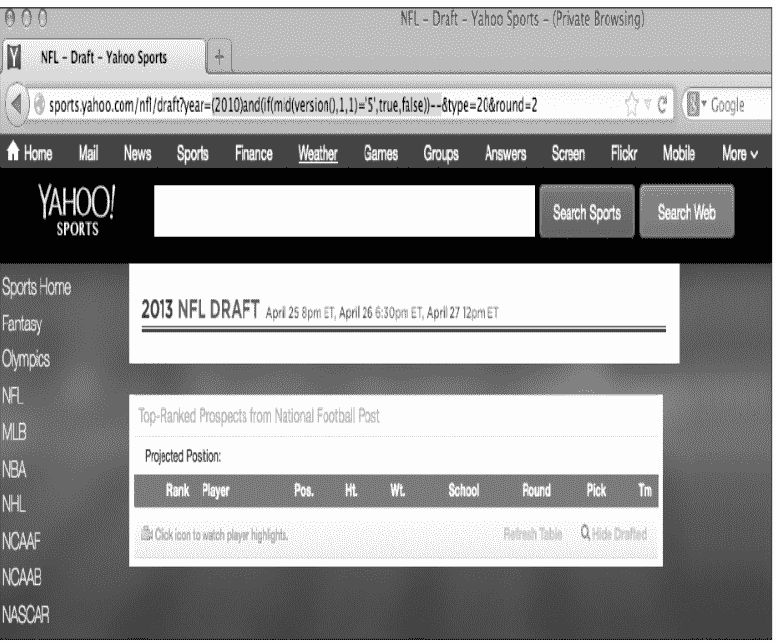 NFL – Draft – Yahoo Sports – (Private Browsing)
Y NFL – Draft – Yahoo Sports +
sports.yahoo.com/nfl/draft?year=(2010)and(if(mid(version(),1,1)='5',true,false))--&type=20&round=2 Google
Home Mail News Sports Finance Weather Games Groups Answers Screen Flickr Mobile More
YAHOO!
SPORTS
Search Sports Search Web
Sports Home
Fantasy
Olympics
NFL
MLB
NBA
NHL
NCAAF
NCAAB
NASCAR
2013 NFL DRAFT April 25 8pm ET, April 26 6:30pm ET, April 27 12pm ET
Top-Ranked Prospects from National Football Post
Projected Position:
Rank Player Pos. Ht. Wt. School Round Pick Tm
Click icon to watch player highlights. Refresh Table Hide Drafted